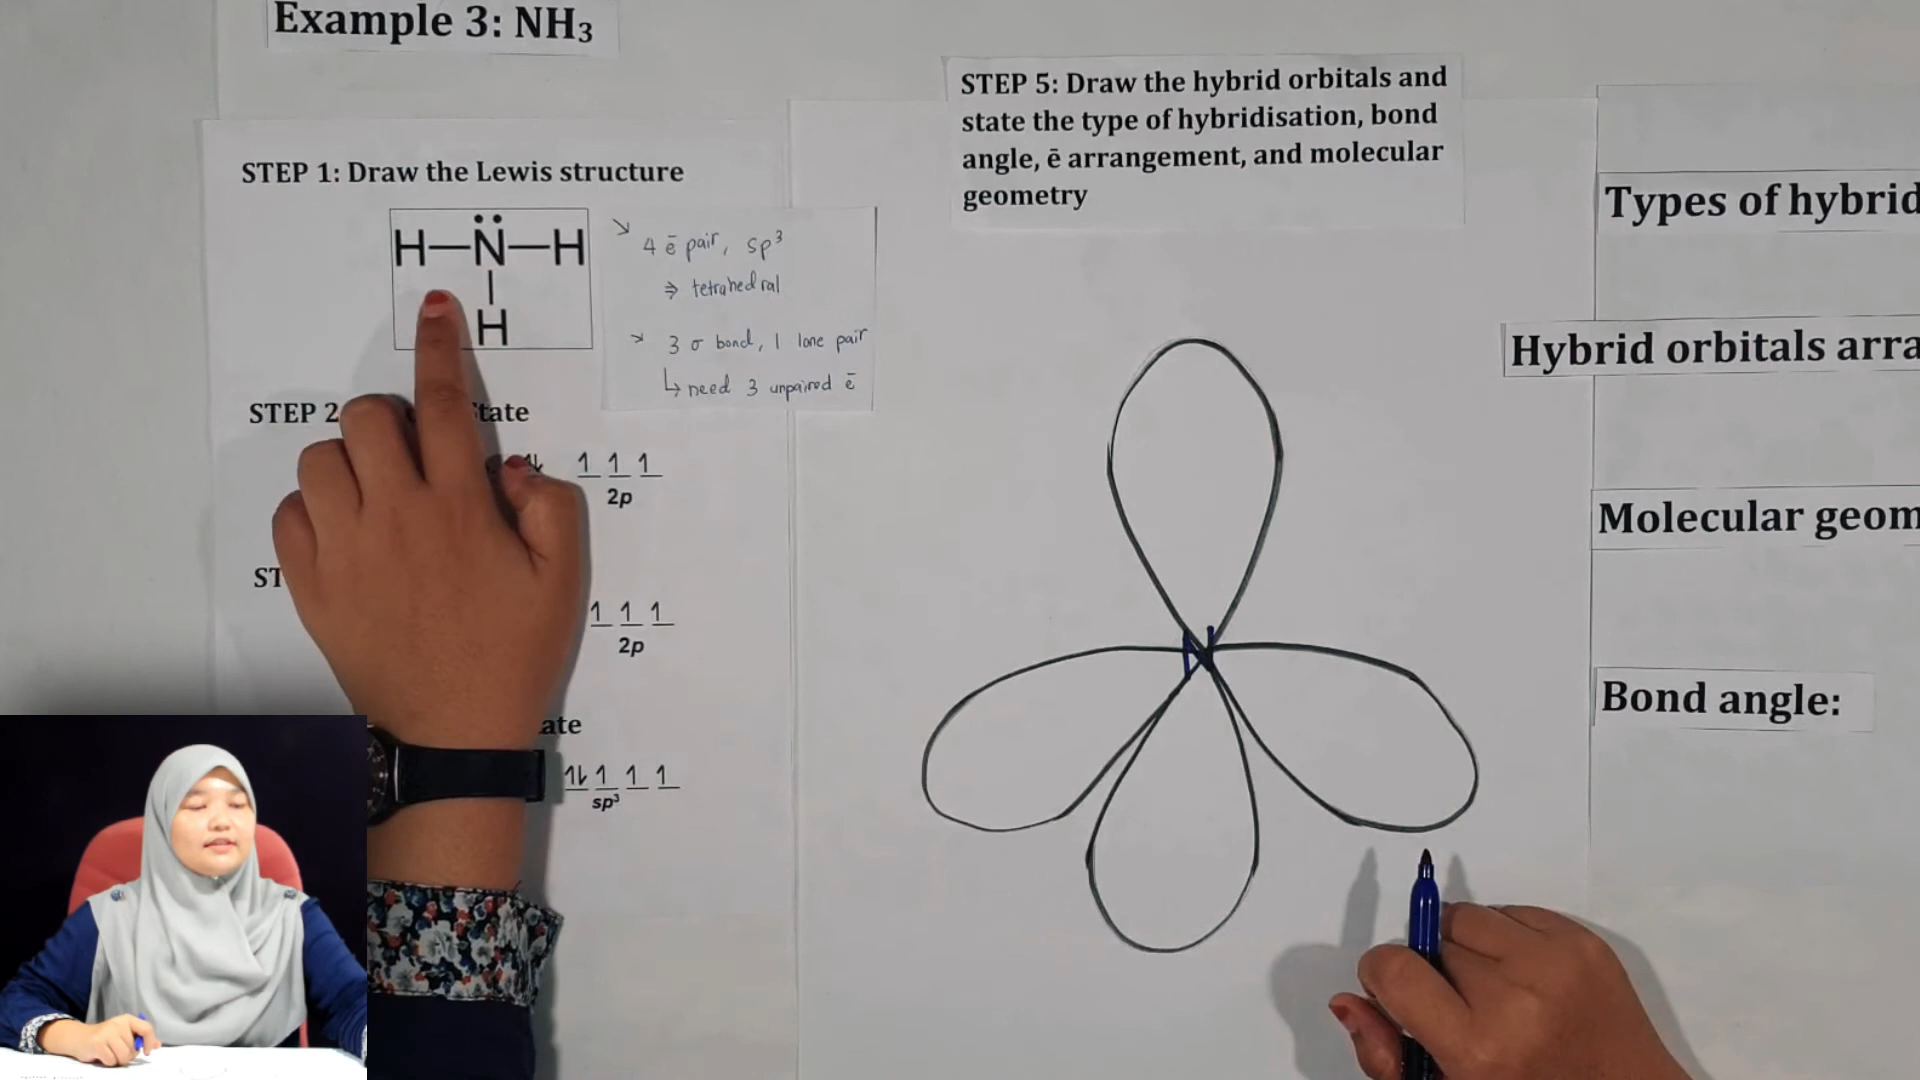 Example 3: NH₃
STEP 1: Draw the Lewis structure
H—N̈—H
H
↘ 4 ē pair, sp³
⇒ tetrahedral
↘ 3 σ bond, 1 lone pair
↳ need 3 unpaired ē
STEP 2
tate
1 1 1
2p
ST
1 1 1
2p
ate
1⇂ 1 1 1
sp³
STEP 5: Draw the hybrid orbitals and
state the type of hybridisation, bond
angle, ē arrangement, and molecular
geometry
N
Types of hybrid
Hybrid orbitals arra
Molecular geom
Bond angle: